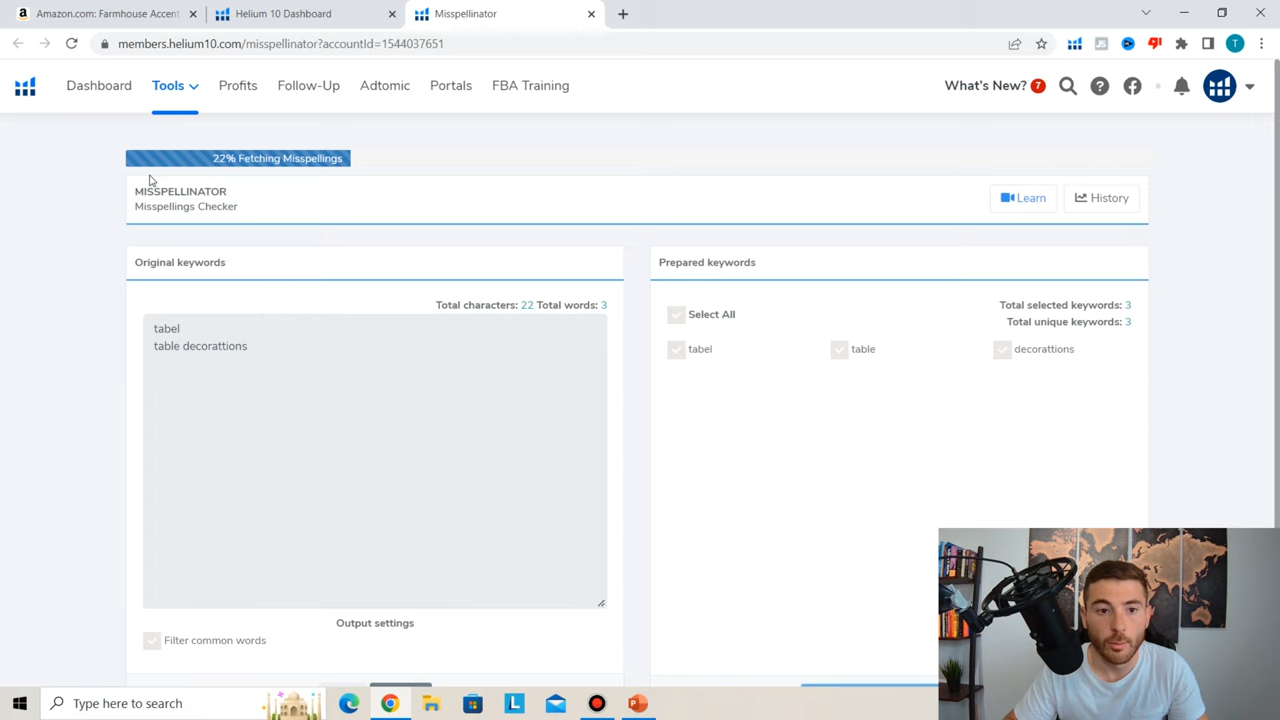 Amazon.com: Farmhouse Accent
Helium 10 Dashboard
Misspellinator
members.helium10.com/misspellinator?accountId=1544037651
T
Dashboard
Tools
Profits
Follow-Up
Adtomic
Portals
FBA Training
What's New? 7
22% Fetching Misspellings
MISSPELLINATOR
Misspellings Checker
Learn
History
Original keywords
Total characters: 22 Total words: 3
tabel
table decorattions
Output settings
Filter common words
Prepared keywords
Select All
Total selected keywords: 3
Total unique keywords: 3
tabel
table
decorattions
Type here to search